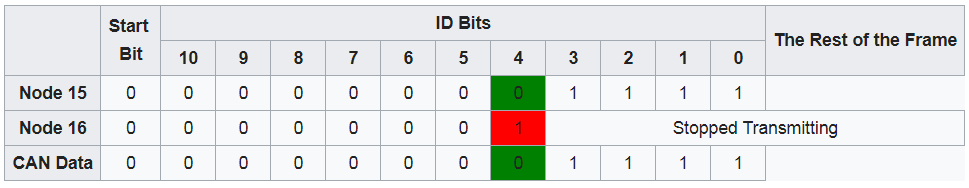 Start Bit ID Bits The Rest of the Frame
10 9 8 7 6 5 4 3 2 1 0
Node 15 0 0 0 0 0 0 0 0 1 1 1 1
Node 16 0 0 0 0 0 0 0 1 Stopped Transmitting
CAN Data 0 0 0 0 0 0 0 0 1 1 1 1